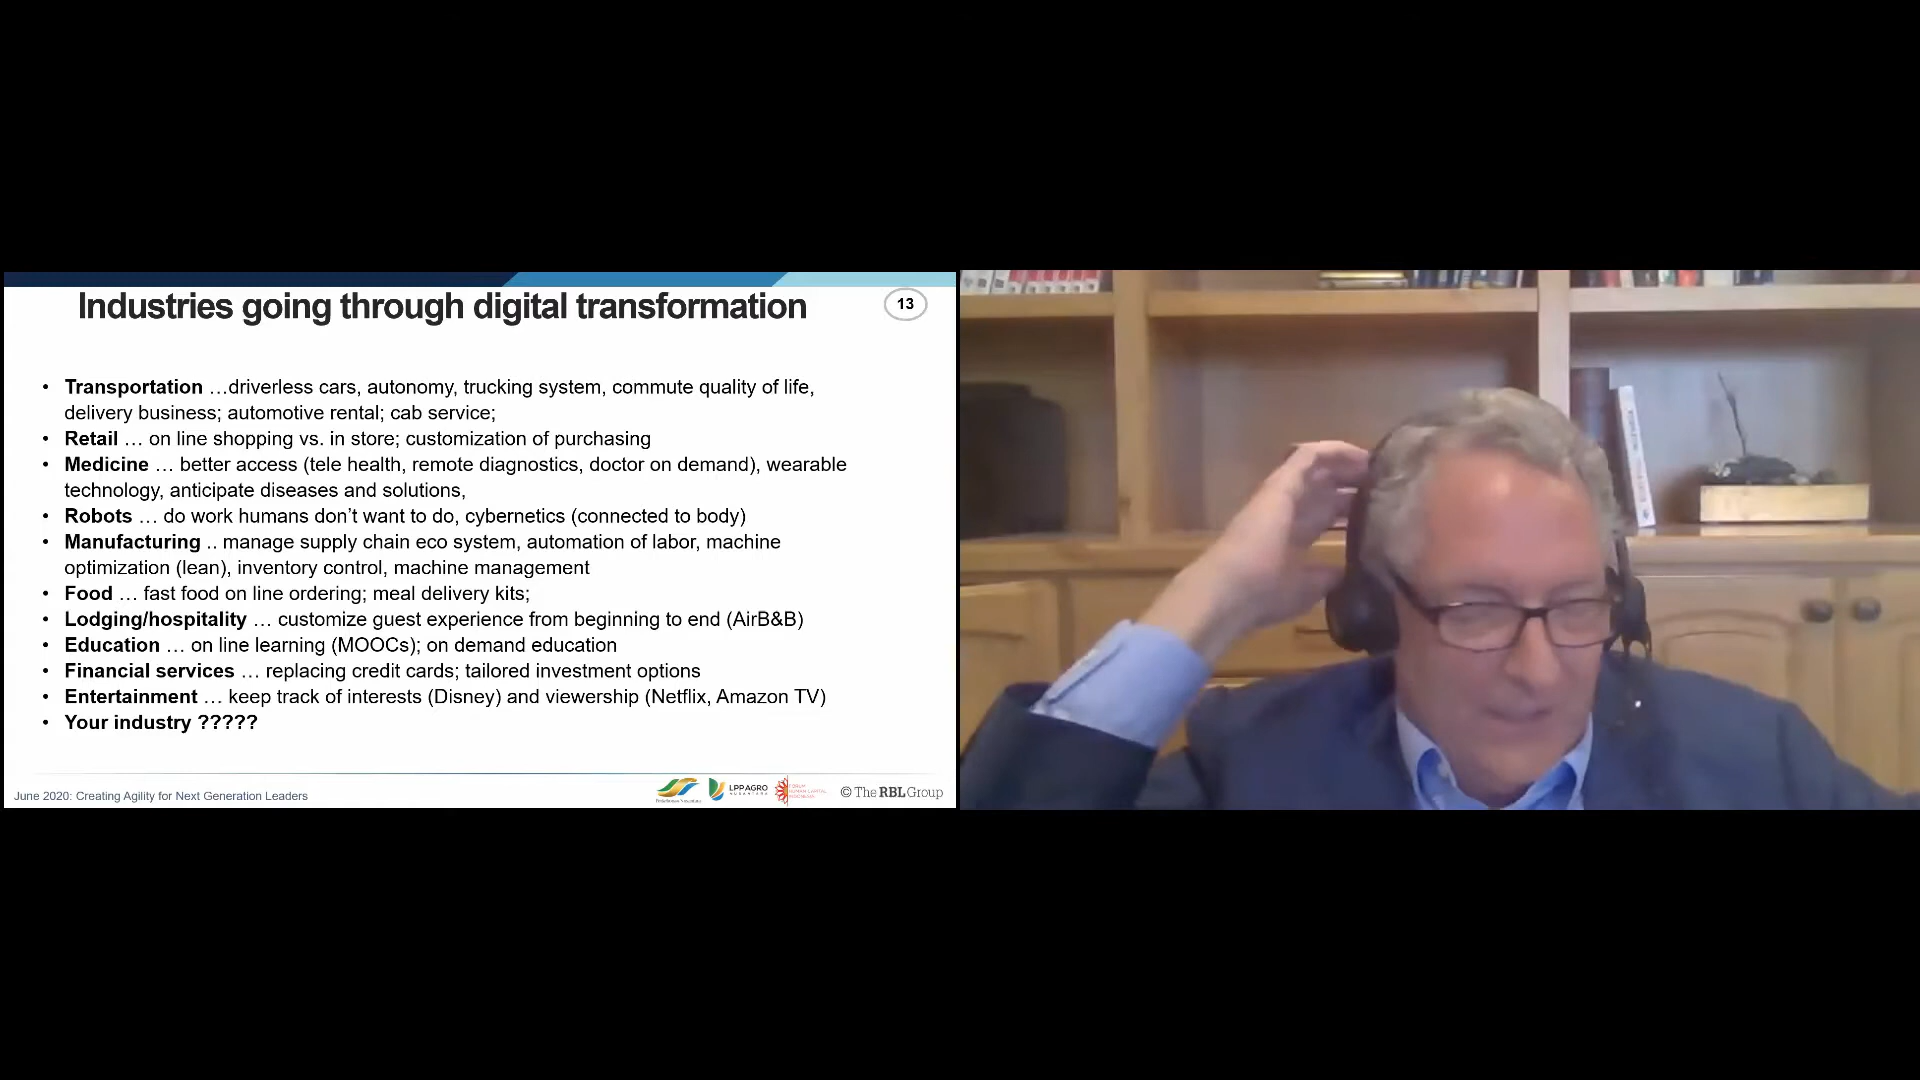 Industries going through digital transformation
13
• Transportation …driverless cars, autonomy, trucking system, commute quality of life,
delivery business; automotive rental; cab service;
• Retail … on line shopping vs. in store; customization of purchasing
• Medicine … better access (tele health, remote diagnostics, doctor on demand), wearable
technology, anticipate diseases and solutions,
• Robots … do work humans don’t want to do, cybernetics (connected to body)
• Manufacturing .. manage supply chain eco system, automation of labor, machine
optimization (lean), inventory control, machine management
• Food … fast food on line ordering; meal delivery kits;
• Lodging/hospitality … customize guest experience from beginning to end (AirB&B)
• Education … on line learning (MOOCs); on demand education
• Financial services … replacing credit cards; tailored investment options
• Entertainment … keep track of interests (Disney) and viewership (Netflix, Amazon TV)
• Your industry ?????
June 2020: Creating Agility for Next Generation Leaders
LPPAGRO
NUSANTARA
FORUM
HUMAN CAPITAL
INDONESIA
© The RBL Group